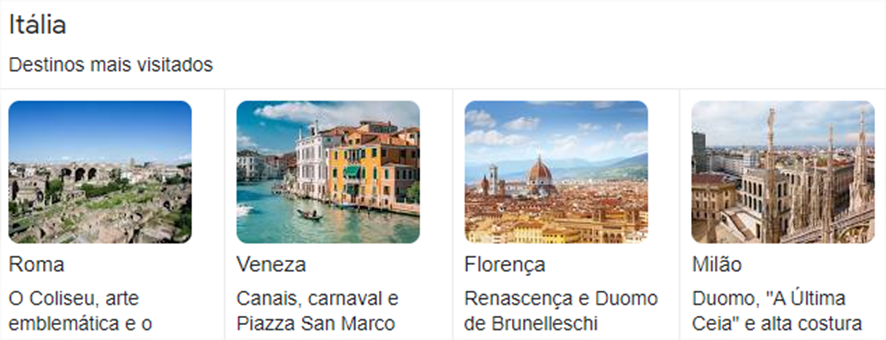 Itália
Destinos mais visitados
Roma
O Coliseu, arte
emblemática e o
Veneza
Canais, carnaval e
Piazza San Marco
Florença
Renascença e Duomo
de Brunelleschi
Milão
Duomo, "A Última
Ceia" e alta costura